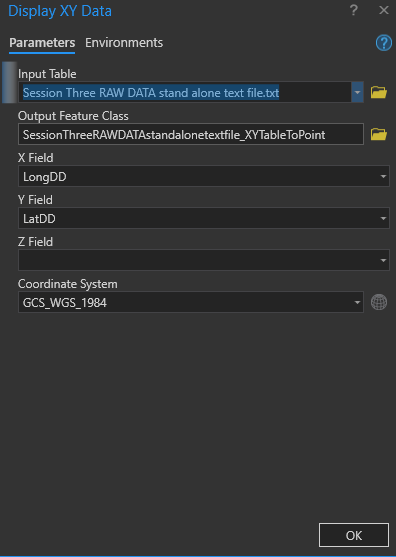 Display XY Data
?
×
Parameters Environments
?
Input Table
Session Three RAW DATA stand alone text file.txt
Output Feature Class
SessionThreeRAWDATAstandalonetextfile_XYTableToPoint
X Field
LongDD
Y Field
LatDD
Z Field
Coordinate System
GCS_WGS_1984
OK